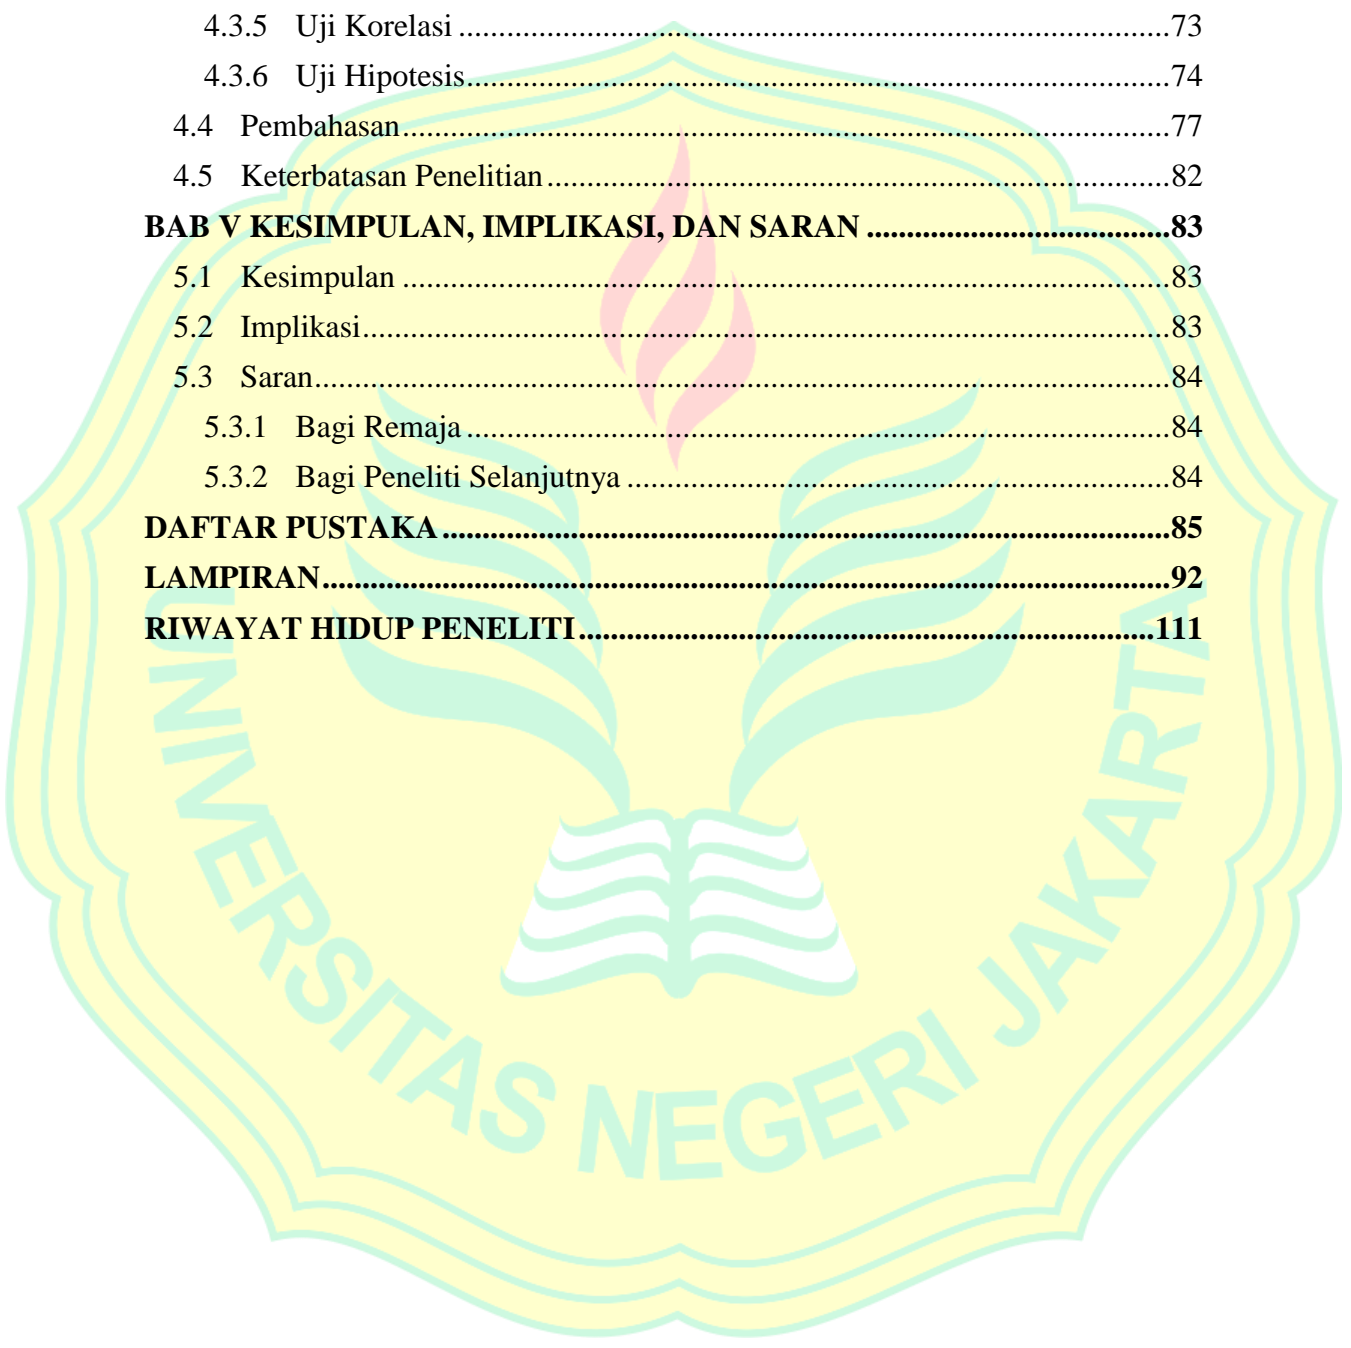 4.3.5 Uji Korelasi ........................................................................................73
4.3.6 Uji Hipotesis.......................................................................................74
4.4 Pembahasan...............................................................................................77
4.5 Keterbatasan Penelitian.............................................................................82
BAB V KESIMPULAN, IMPLIKASI, DAN SARAN .....................................83
5.1 Kesimpulan ...............................................................................................83
5.2 Implikasi....................................................................................................83
5.3 Saran..........................................................................................................84
5.3.1 Bagi Remaja .......................................................................................84
5.3.2 Bagi Peneliti Selanjutnya ...................................................................84
DAFTAR PUSTAKA ..........................................................................................85
LAMPIRAN.........................................................................................................92
RIWAYAT HIDUP PENELITI.......................................................................111
UNIVERSITAS NEGERI JAKARTA